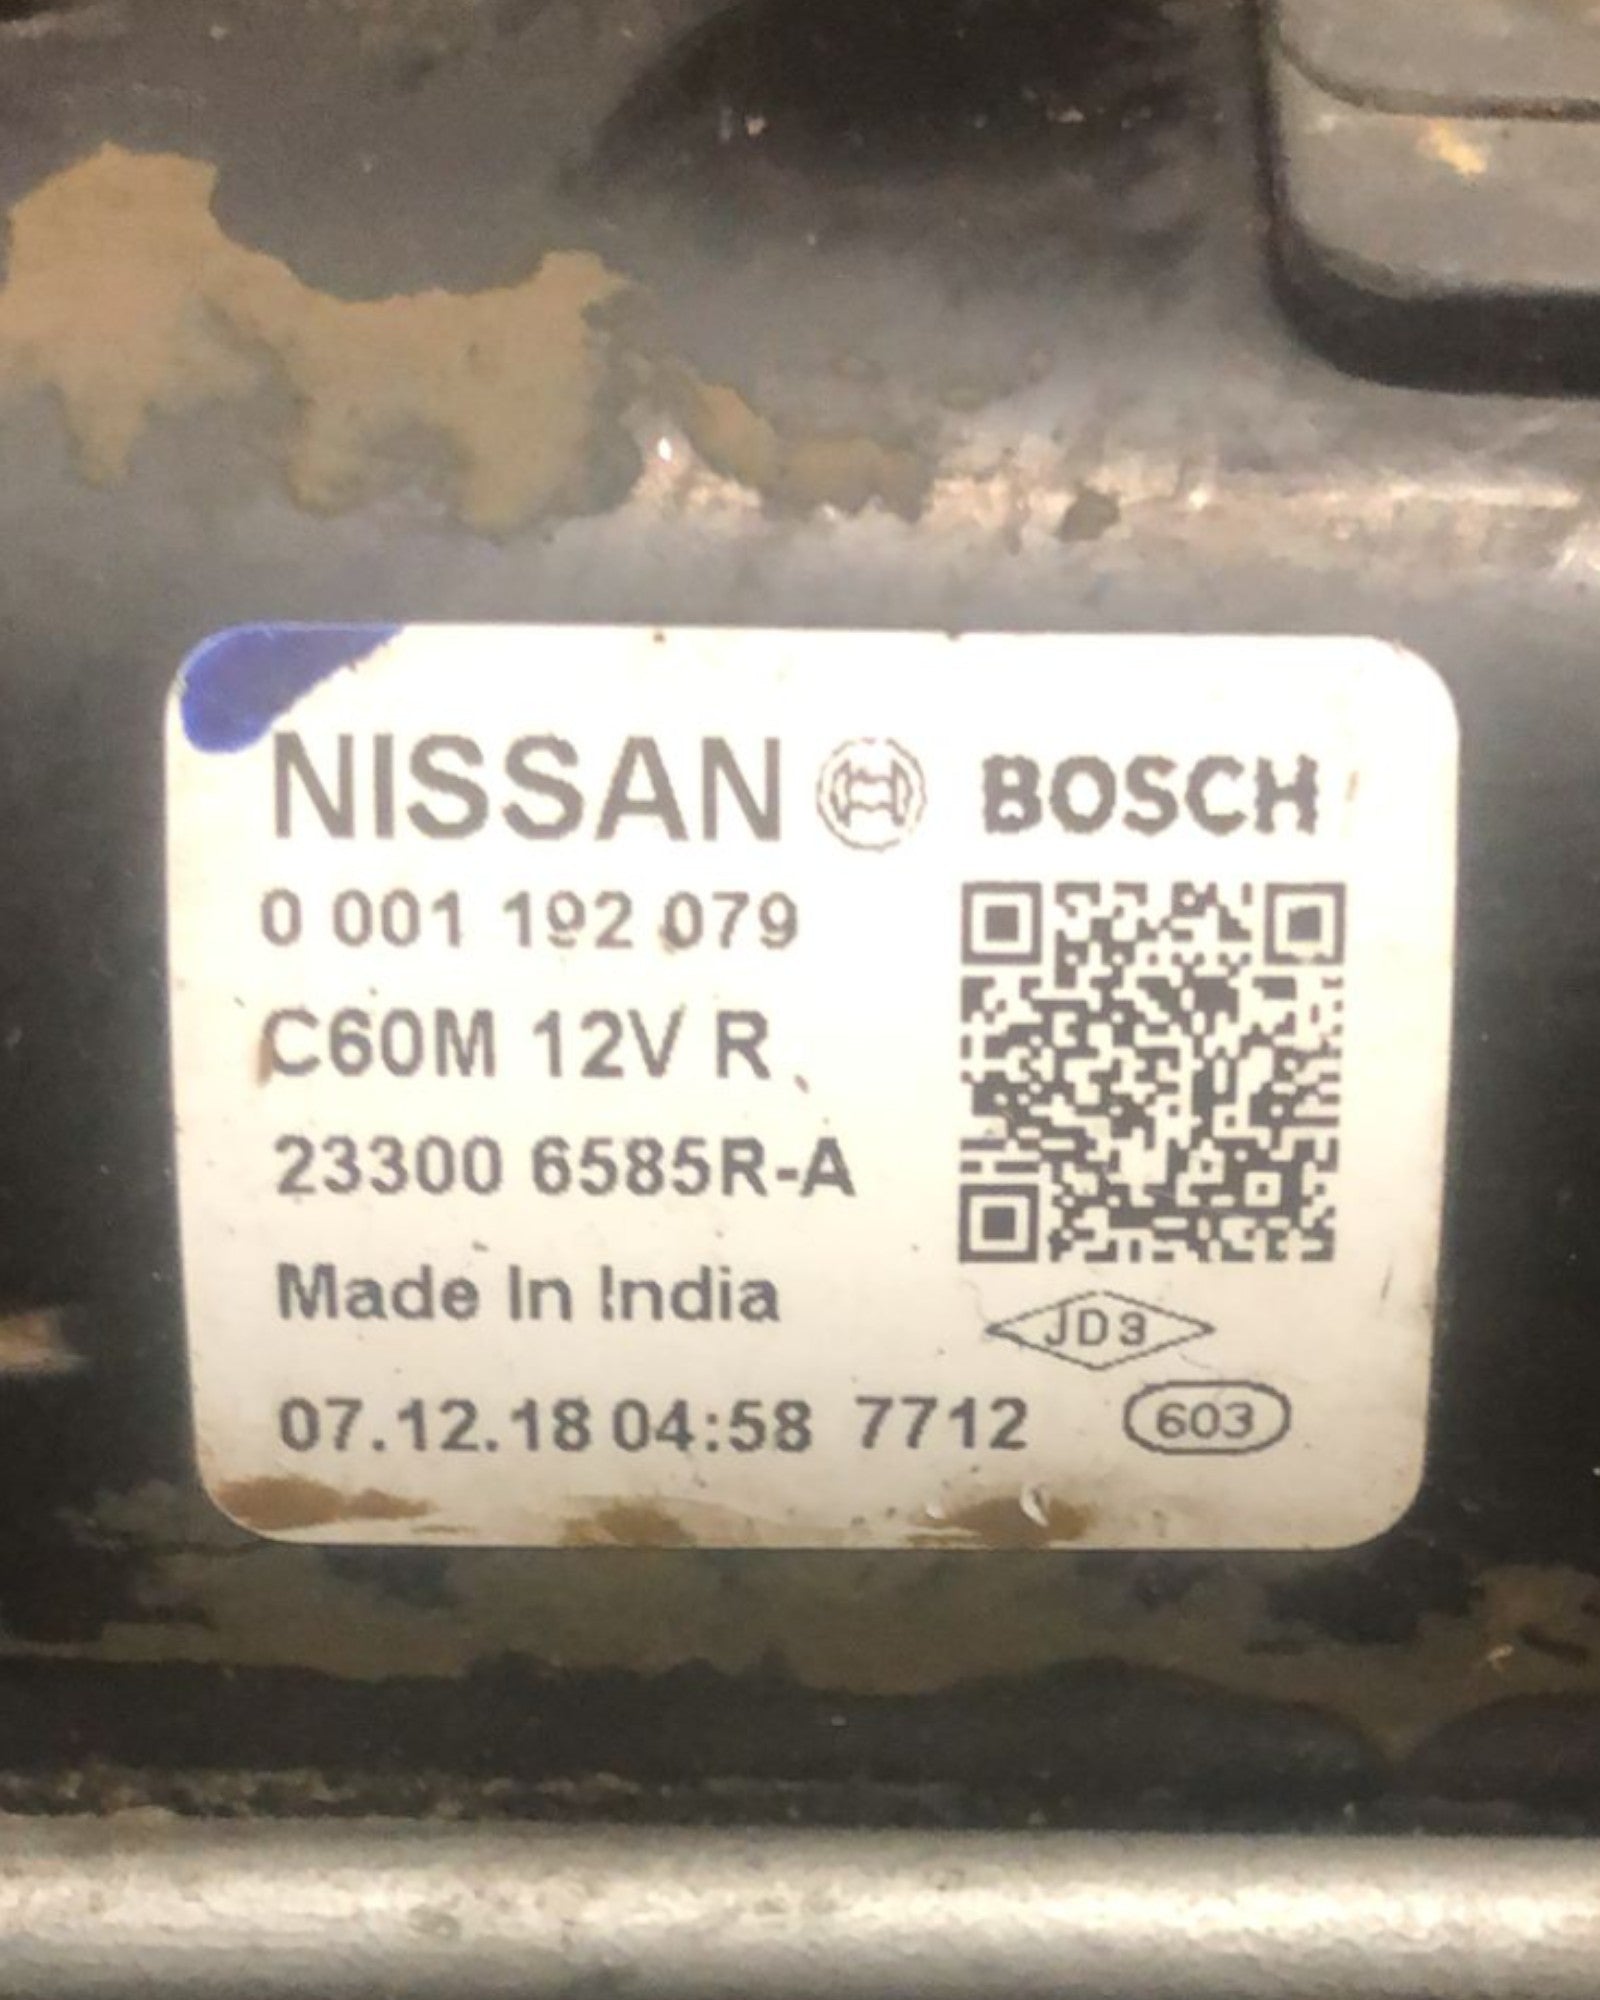 NISSAN BOSCH
0 001 192 079
C60M 12V R
23300 6585R-A
Made In India
JD3
07.12.18 04:58 7712 603